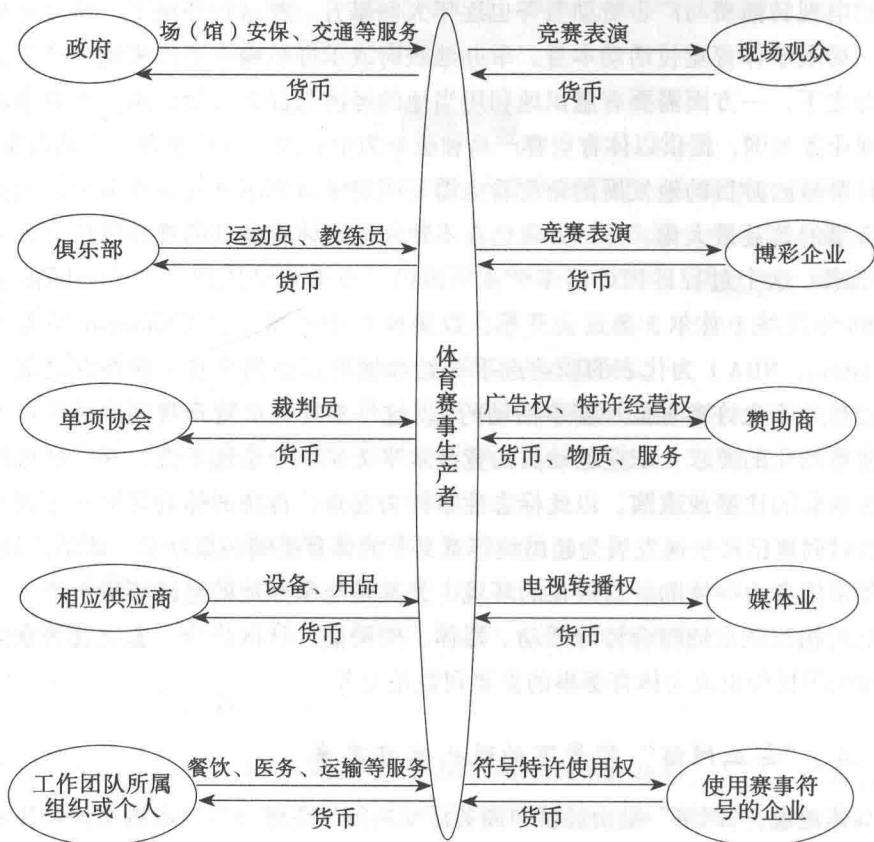 场（馆）安保、交通等服务
政府
货币
竞赛表演
现场观众
货币
运动员、教练员
俱乐部
货币
竞赛表演
博彩企业
货币
体育赛事生产者
裁判员
单项协会
货币
广告权、特许经营权
赞助商
货币、物质、服务
设备、用品
相应供应商
货币
电视转播权
媒体业
货币
餐饮、医务、运输等服务
工作团队所属
组织或个人
货币
符号特许使用权
使用赛事符
号的企业
货币